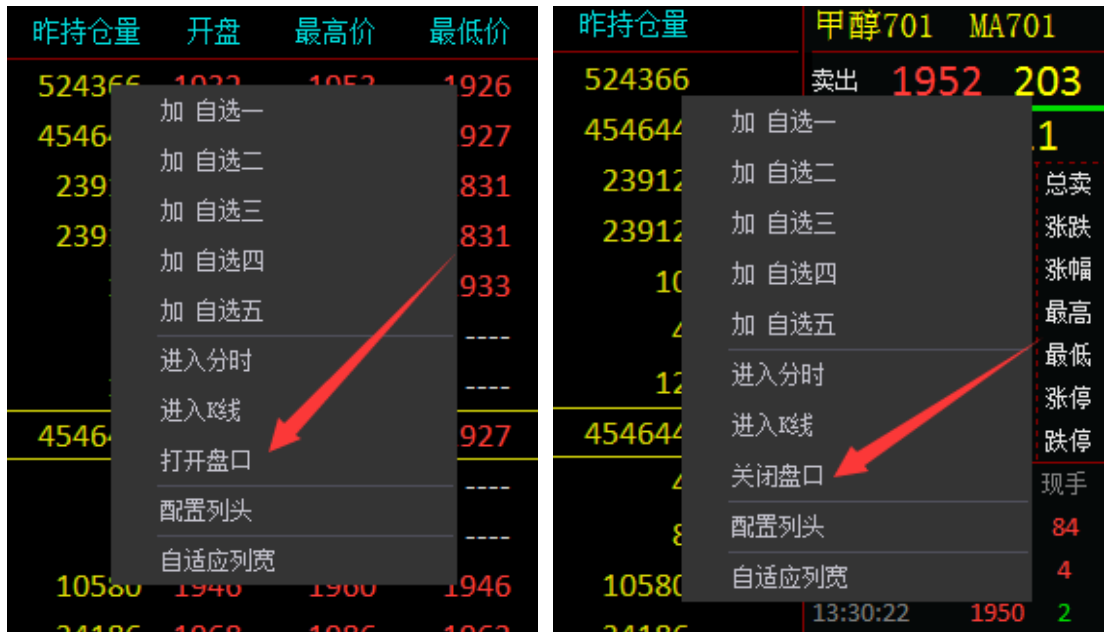 昨持仓量 开盘 最高价 最低价
1926
927
831
831
933
----
----
927
----
----
10580 1946 1960 1946
加 自选一
加 自选二
加 自选三
加 自选四
加 自选五
进入分时
进入K线
打开盘口
配置列头
自适应列宽
昨持仓量
524366
454644
23912
23912
454644
10580
加 自选一
加 自选二
加 自选三
加 自选四
加 自选五
进入分时
进入K线
关闭盘口
配置列头
自适应列宽
甲醇701 MA701
卖出 1952 203
总卖
涨跌
涨幅
最高
最低
涨停
跌停
现手
84
4
13:30:22 1950 2